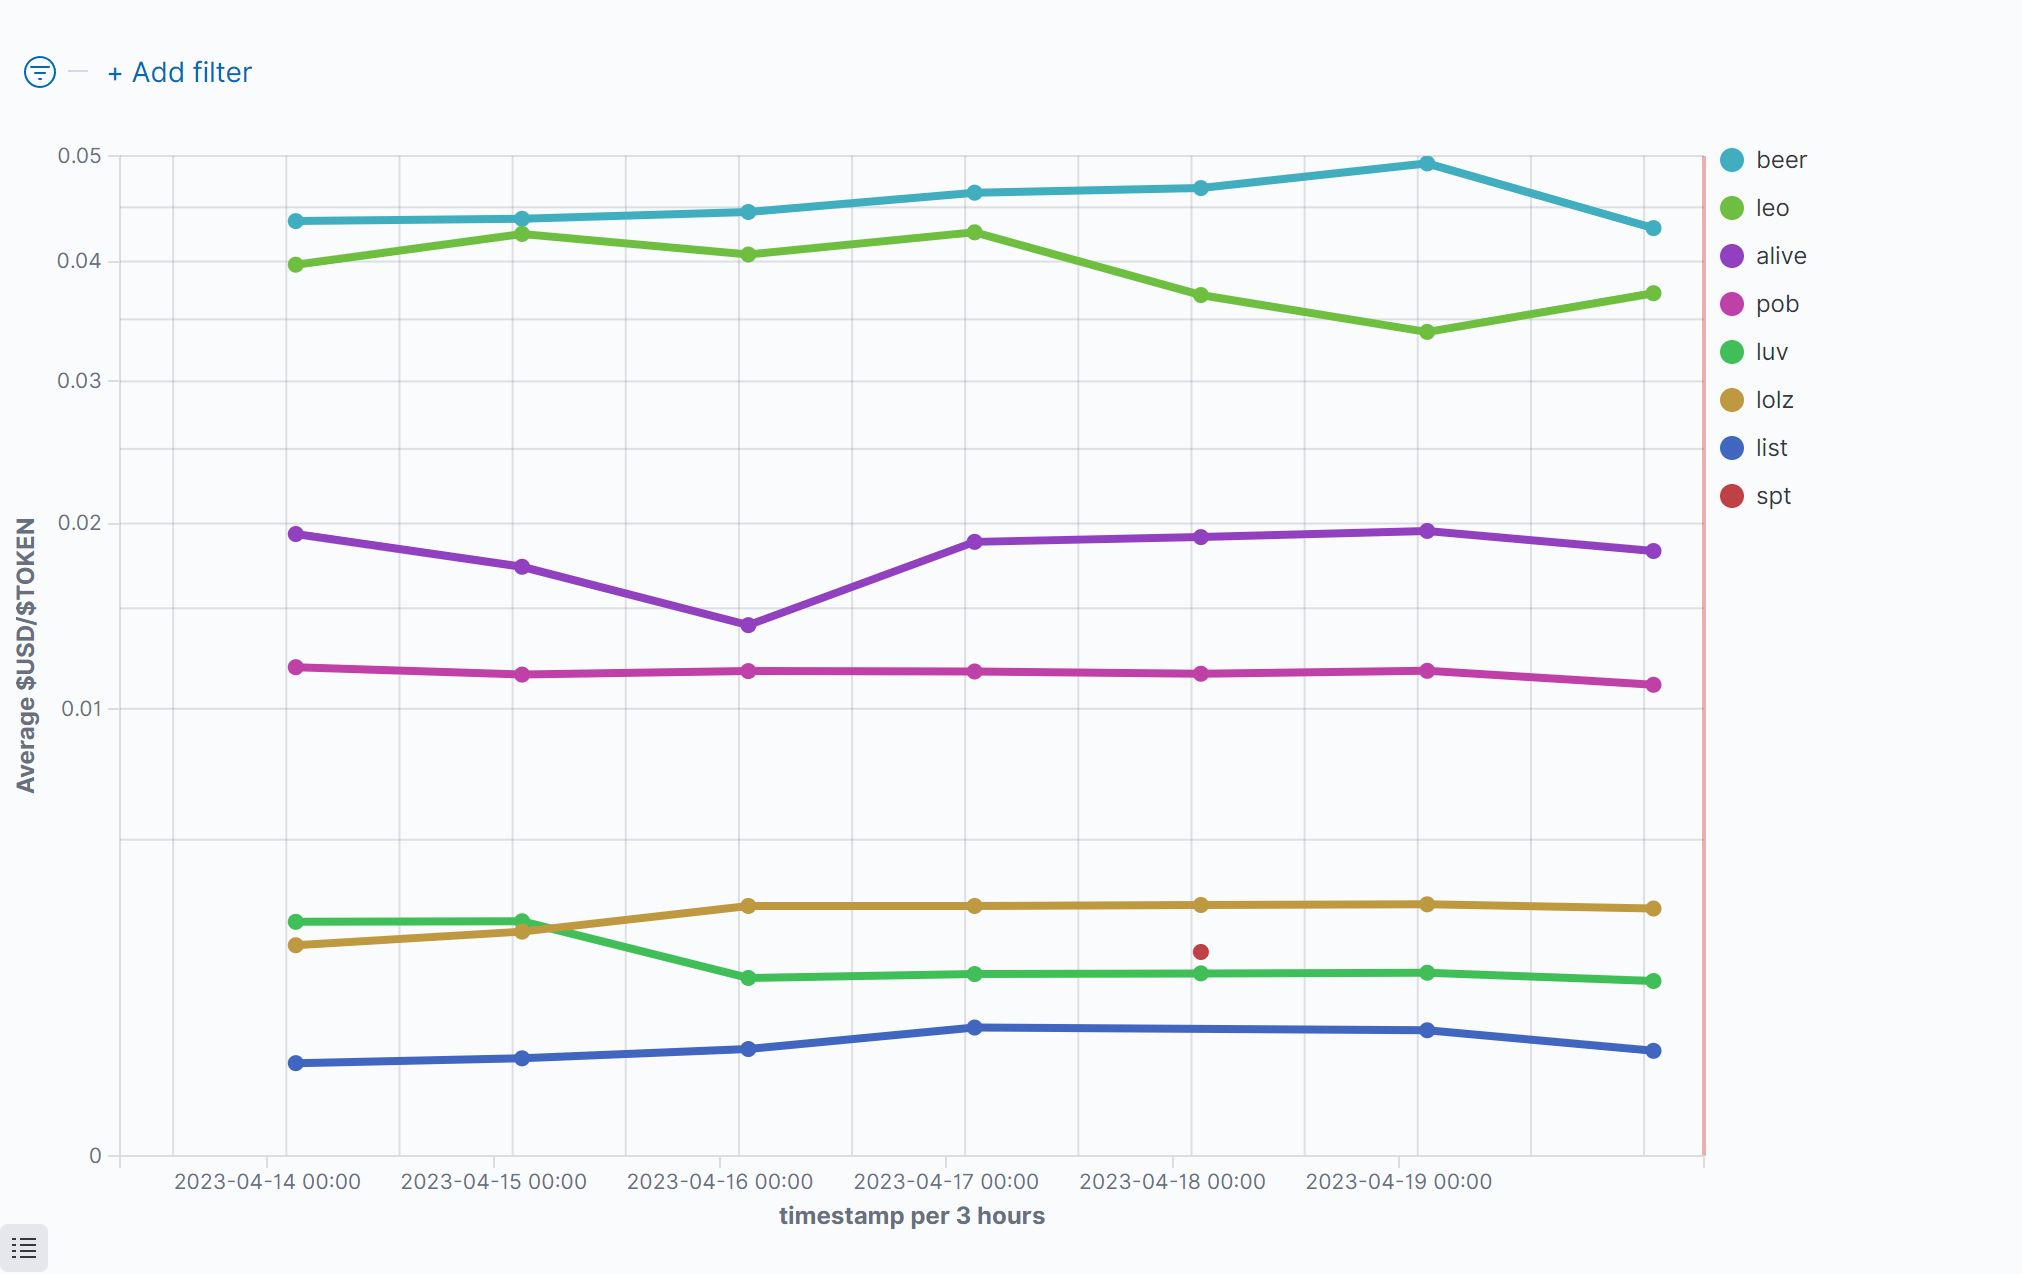 + Add filter
0.05
0.04
0.03
0.02
0.01
0
Average $USD/$TOKEN
2023-04-14 00:00 2023-04-15 00:00 2023-04-16 00:00 2023-04-17 00:00 2023-04-18 00:00 2023-04-19 00:00
timestamp per 3 hours
beer
leo
alive
pob
luv
lolz
list
spt